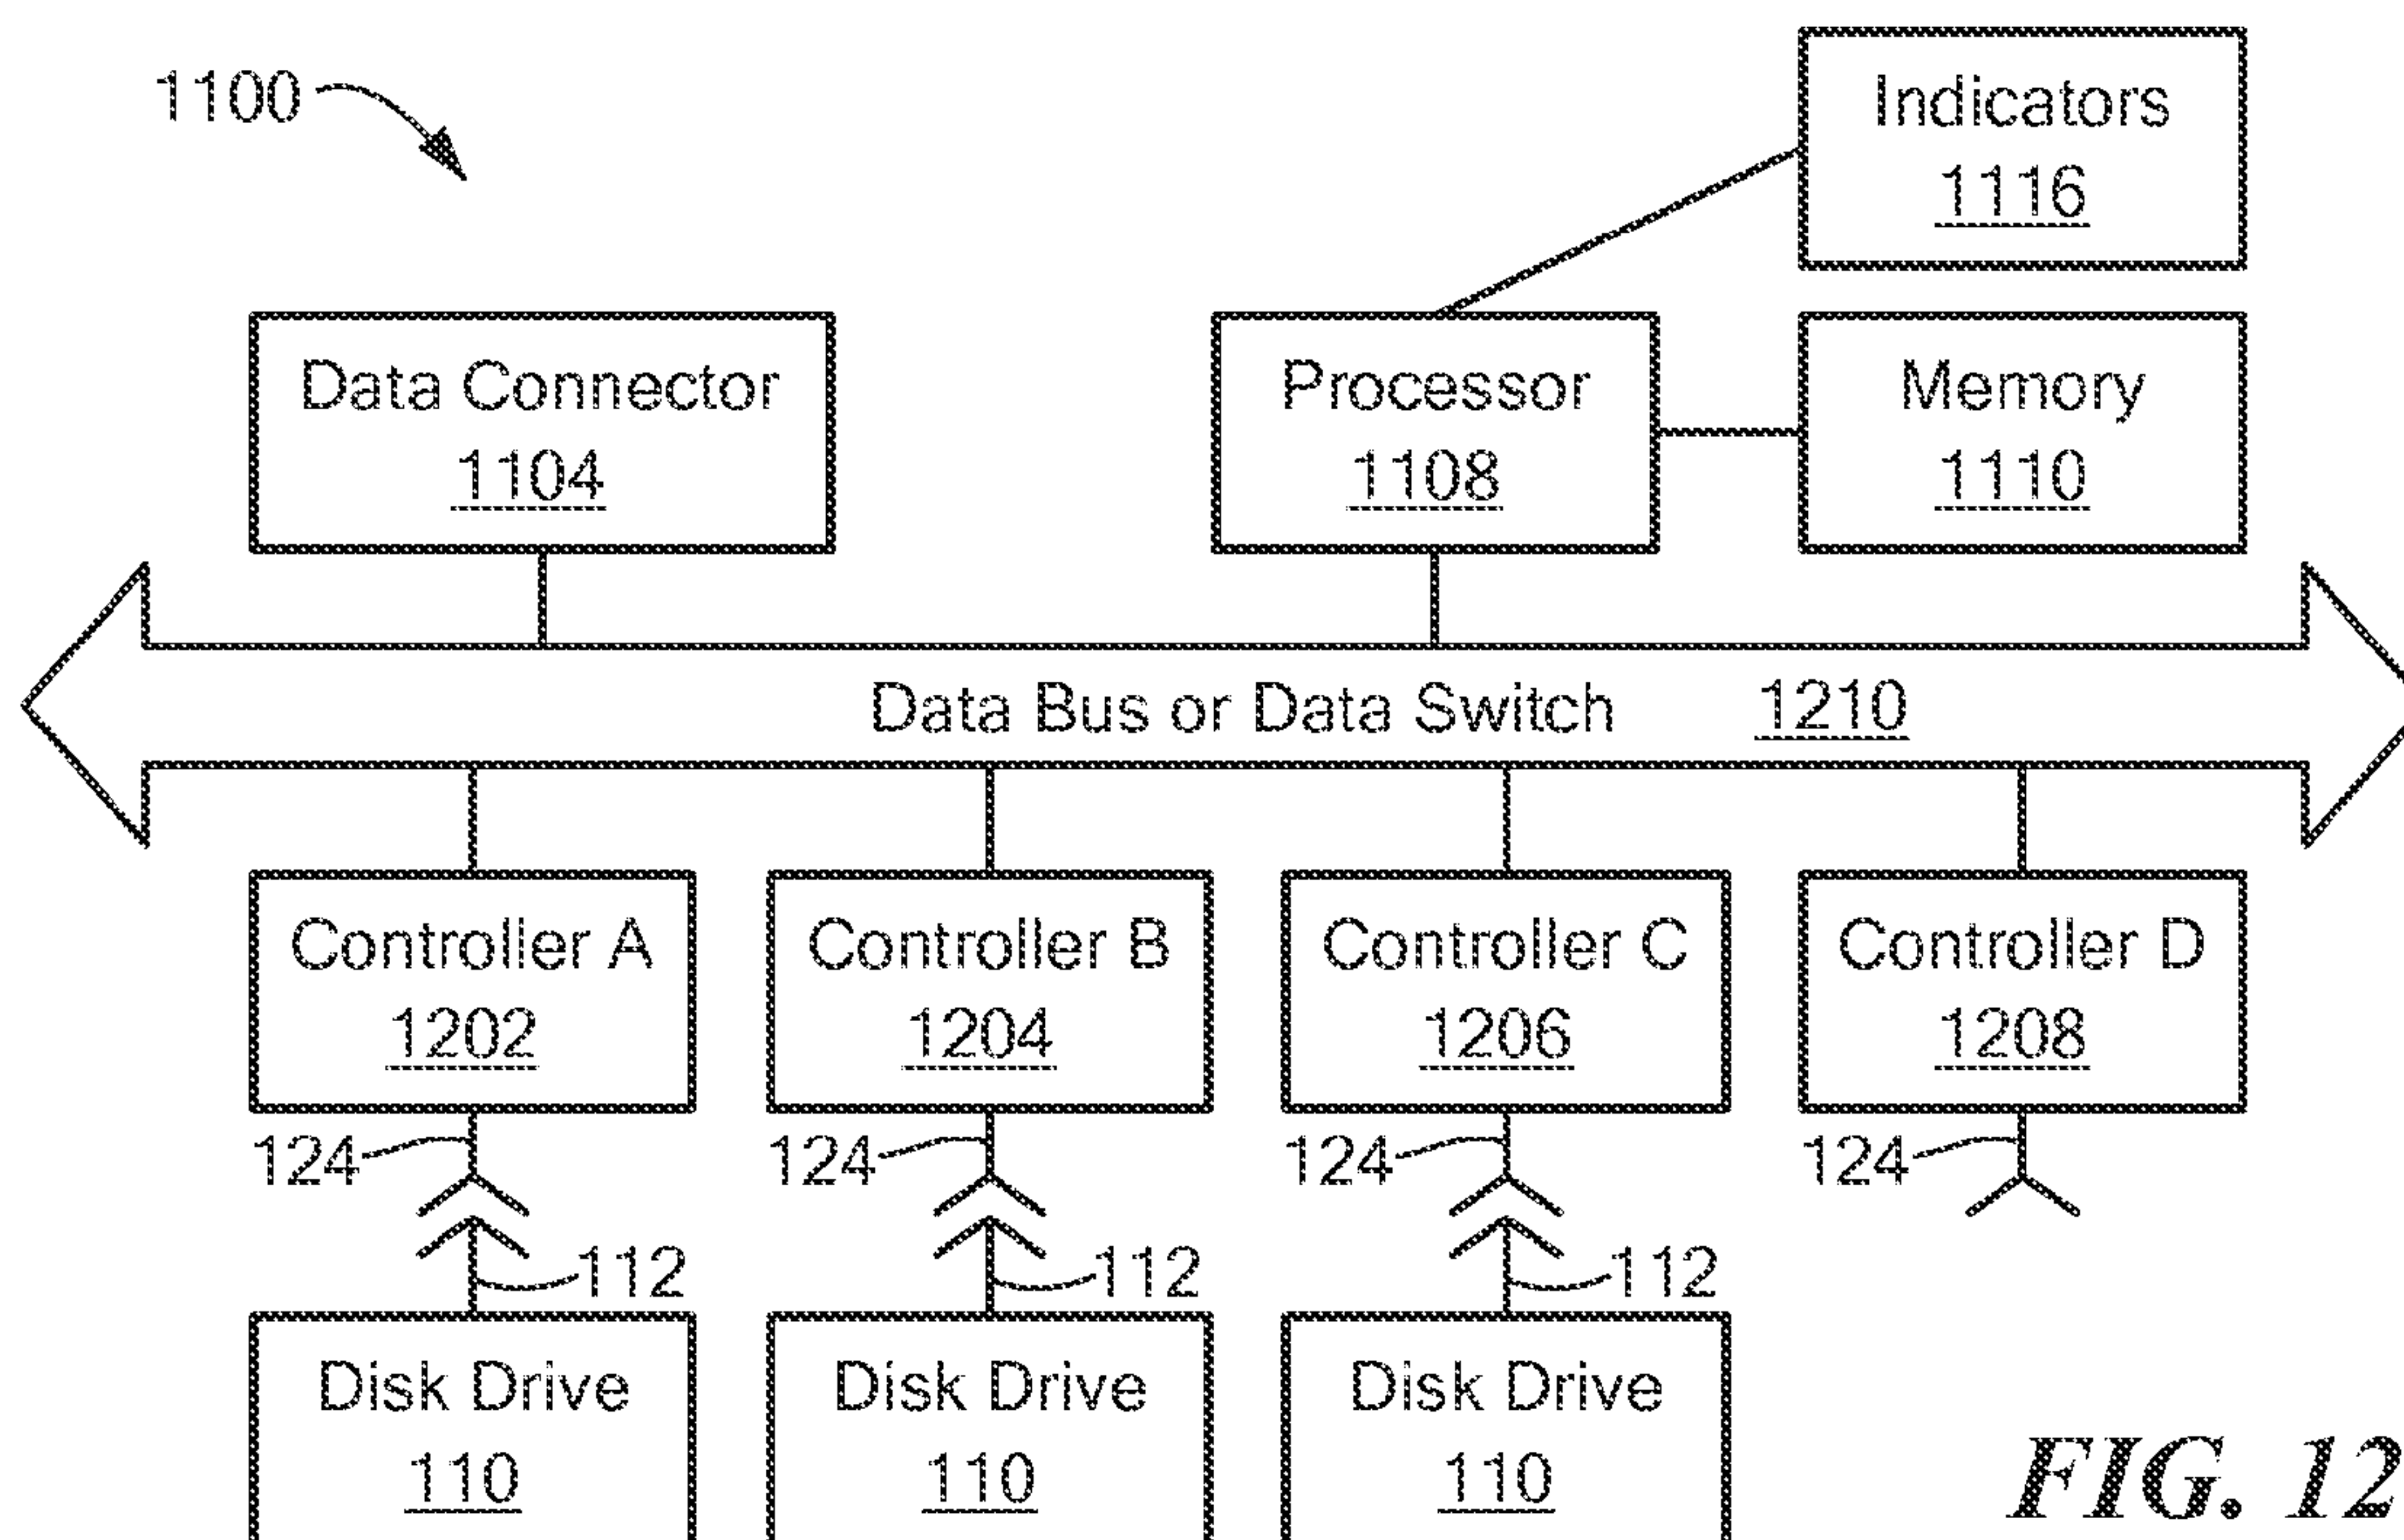 1100
Indicators
1116
Data Connector
1104
Processor
1108
Memory
1110
Data Bus or Data Switch 1210
Controller A
1202
Controller B
1204
Controller C
1206
Controller D
1208
124
124
124
124
112
112
112
Disk Drive
110
Disk Drive
110
Disk Drive
110
FIG. 12